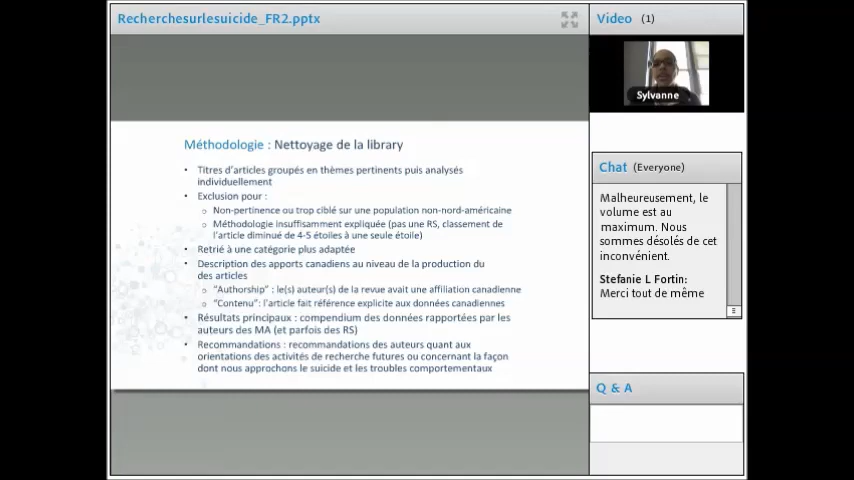 Recherchesurlesuicide_FR2.pptx
Méthodologie : Nettoyage de la library
• Titres d'articles groupés en thèmes pertinents puis analysés
individuellement
• Exclusion pour :
o Non-pertinence ou trop ciblé sur une population non-nord-américaine
o Méthodologie insuffisamment expliquée (pas une RS, classement de
l'article diminué de 4-5 étoiles à une seule étoile)
• Retrié à une catégorie plus adaptée
• Description des apports canadiens au niveau de la production du
des articles
o "Authorship" : le(s) auteur(s) de la revue avait une affiliation canadienne
o "Contenu": l'article fait référence explicite aux données canadiennes
• Résultats principaux : compendium des données rapportées par les
auteurs des MA (et parfois des RS)
• Recommandations : recommandations des auteurs quant aux
orientations des activités de recherche futures ou concernant la façon
dont nous approchons le suicide et les troubles comportementaux
Video (1)
Sylvanne
Chat (Everyone)
Malheureusement, le
volume est au
maximum. Nous
sommes désolés de cet
inconvénient.
Stefanie L Fortin:
Merci tout de même
Q & A